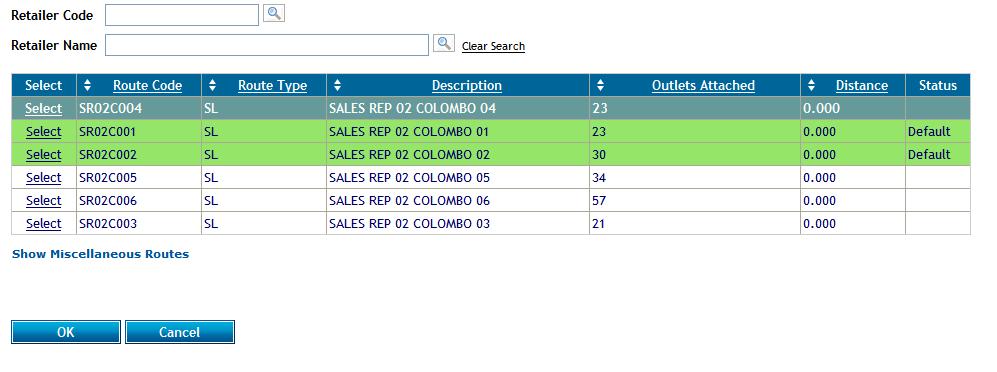 Retailer Code
Retailer Name Clear Search
Select Route Code Route Type Description Outlets Attached Distance Status
Select SR02C004 SL SALES REP 02 COLOMBO 04 23 0.000
Select SR02C001 SL SALES REP 02 COLOMBO 01 23 0.000 Default
Select SR02C002 SL SALES REP 02 COLOMBO 02 30 0.000 Default
Select SR02C005 SL SALES REP 02 COLOMBO 05 34 0.000
Select SR02C006 SL SALES REP 02 COLOMBO 06 57 0.000
Select SR02C003 SL SALES REP 02 COLOMBO 03 21 0.000
Show Miscellaneous Routes
OK Cancel